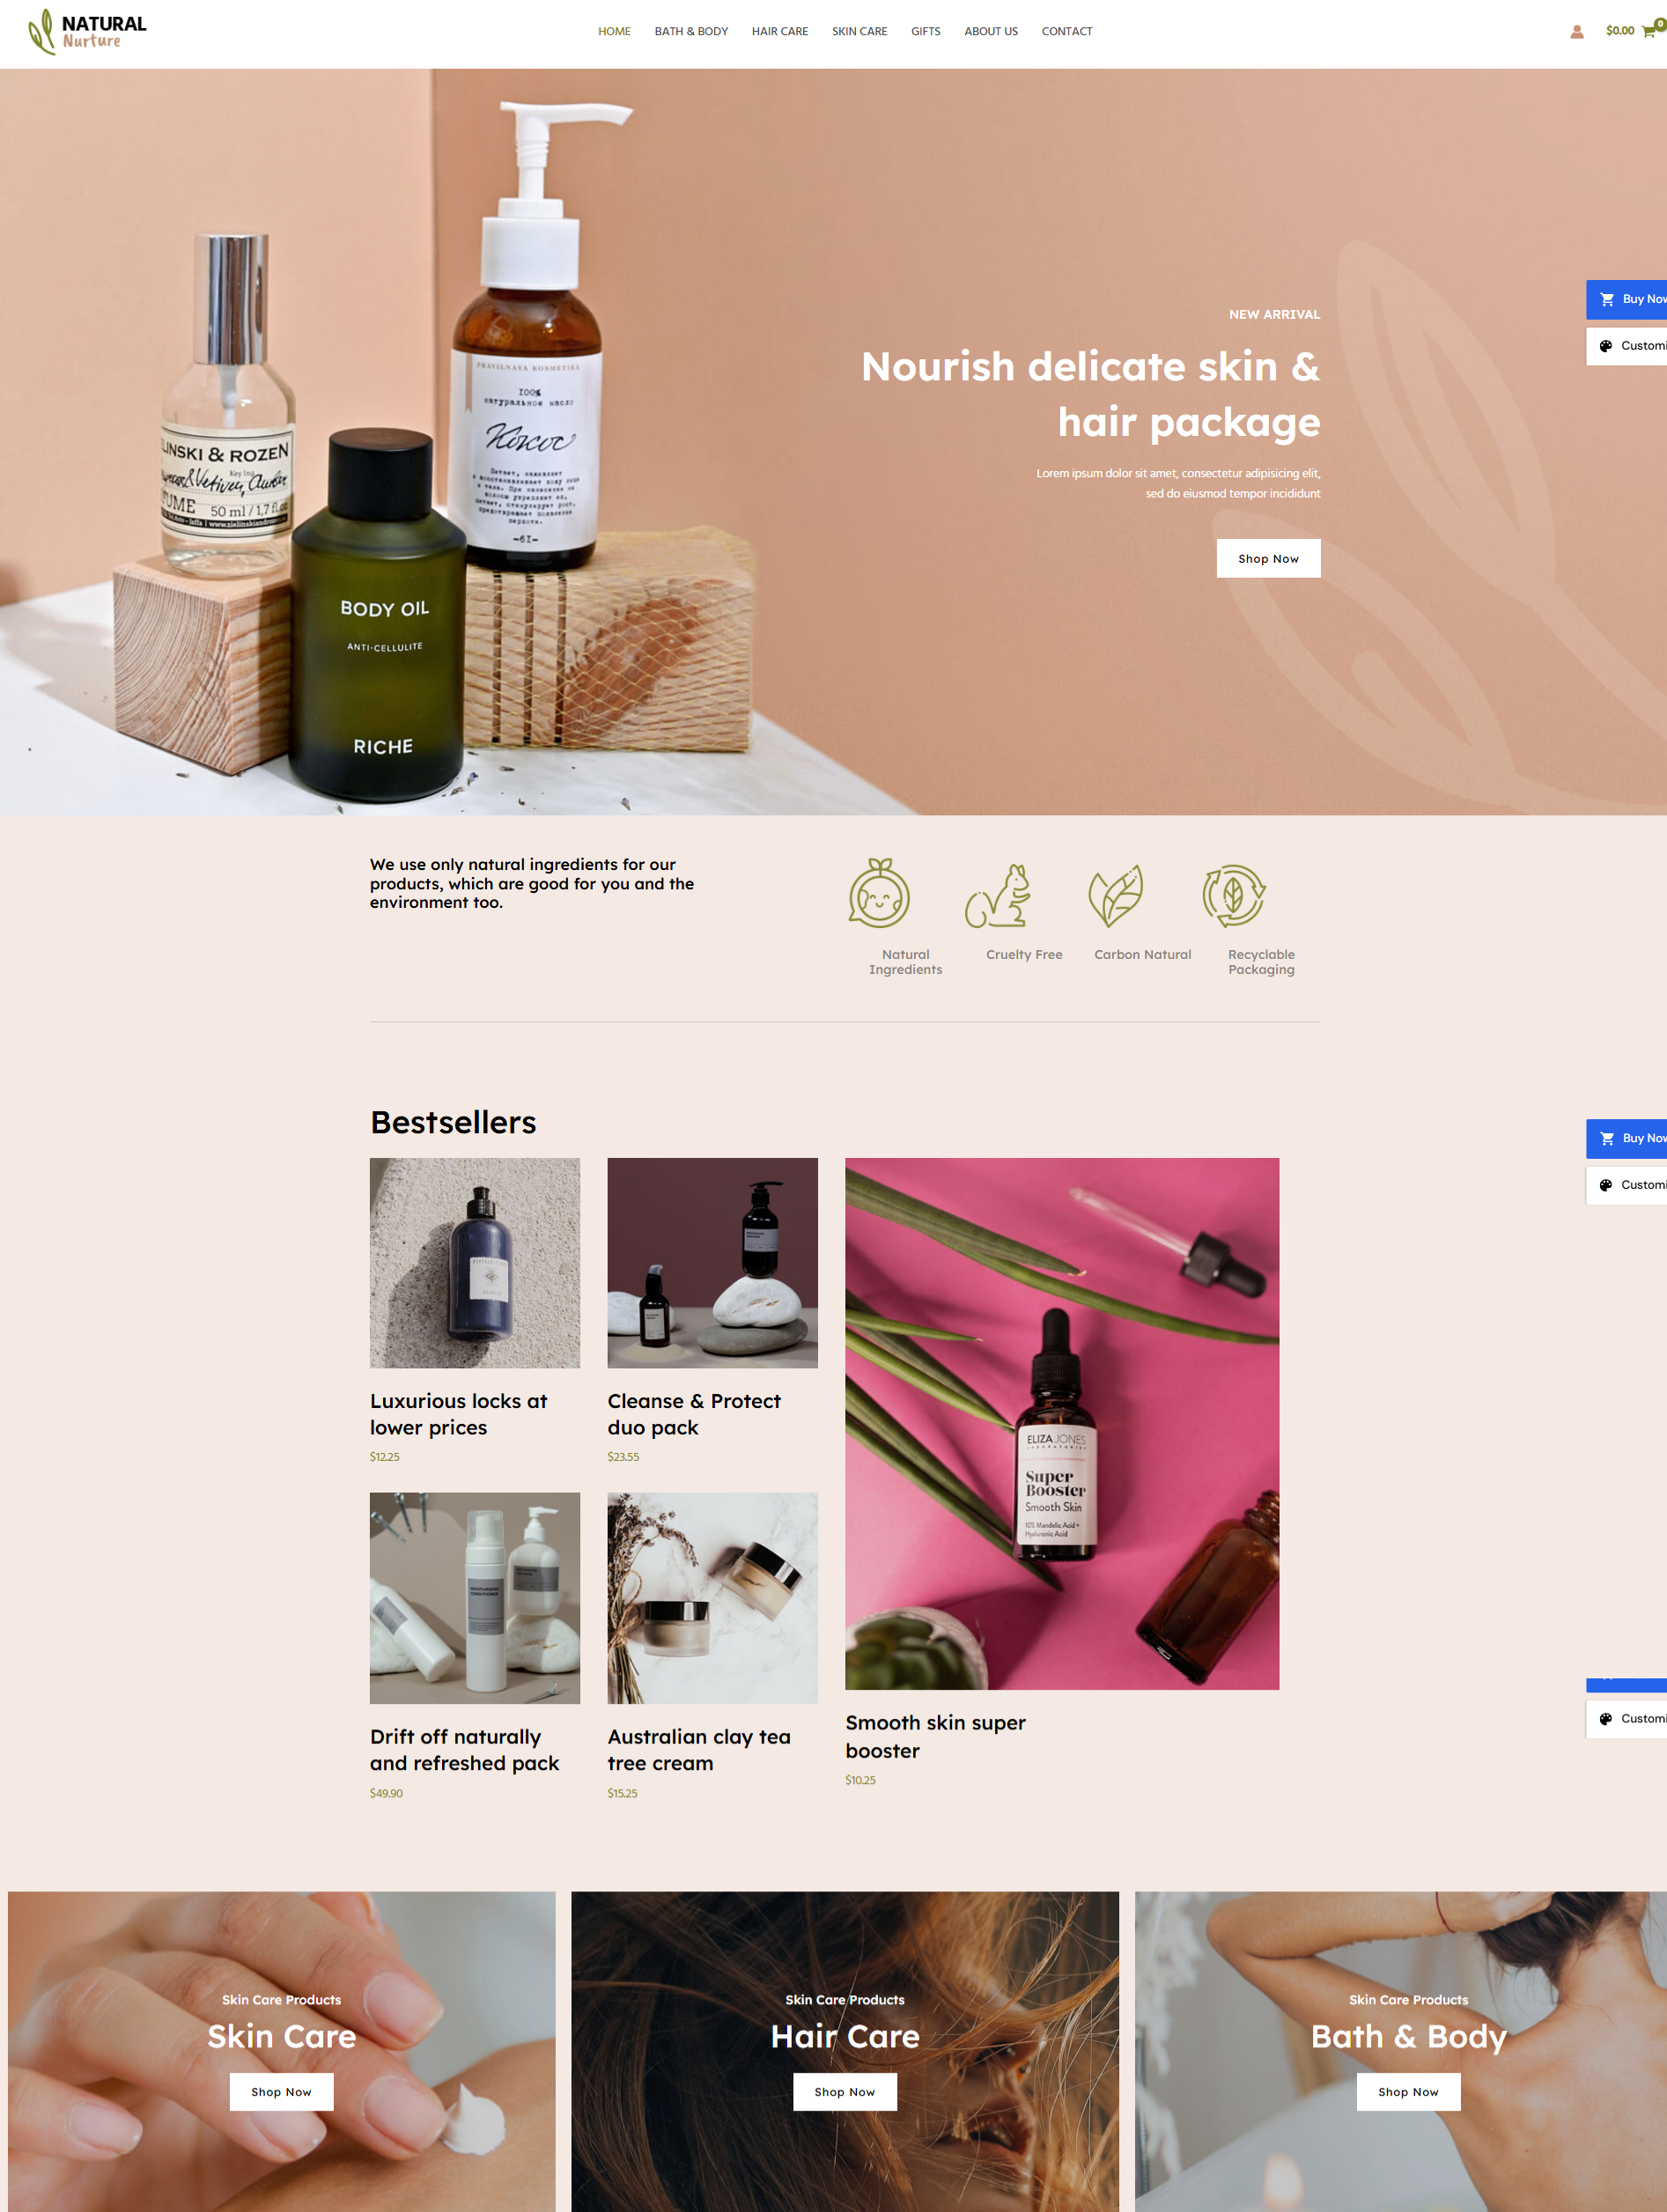 NATURAL
Nurture
HOME
BATH & BODY
HAIR CARE
SKIN CARE
GIFTS
ABOUT US
CONTACT
$0.00
0
LINSKI & ROZEN
50 ml / 1,7 fl.oz
PRAVILNAYA KOSMETIKA
100%
натуральное масло
Кокос
BODY OIL
ANTI-CELLULITE
RICHE
NEW ARRIVAL
Nourish delicate skin &
hair package
Lorem ipsum dolor sit amet, consectetur adipisicing elit,
sed do eiusmod tempor incididunt
Shop Now
Buy Now
Customi
We use only natural ingredients for our
products, which are good for you and the
environment too.
Natural
Ingredients
Cruelty Free
Carbon Natural
Recyclable
Packaging
Bestsellers
Buy Now
Customi
Luxurious locks at
lower prices
$12.25
Cleanse & Protect
duo pack
$23.55
ELIZA JONES
LABORATORIES
Super
Booster
Smooth Skin
10% Mandelic Acid +
Hyaluronic Acid
Drift off naturally
and refreshed pack
$49.90
Australian clay tea
tree cream
$15.25
Smooth skin super
booster
$10.25
Customi
Skin Care Products
Skin Care
Shop Now
Skin Care Products
Hair Care
Shop Now
Skin Care Products
Bath & Body
Shop Now